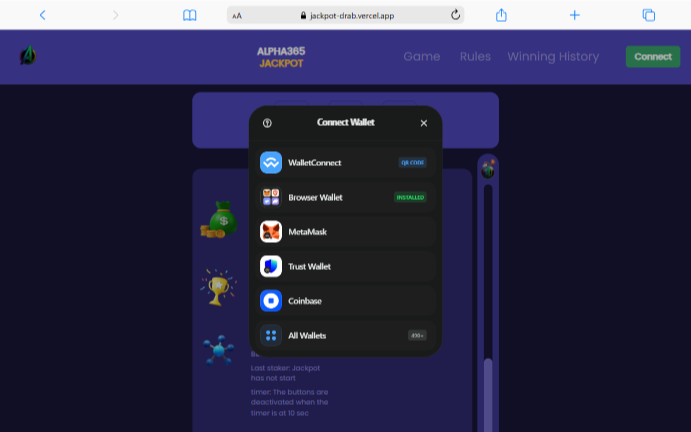 AA
jackpot-drab.vercel.app
ALPHA365
JACKPOT
Game
Rules
Winning History
Connect
Connect Wallet
WalletConnect
QR CODE
Browser Wallet
INSTALLED
MetaMask
Trust Wallet
Coinbase
All Wallets
Last staker: Jackpot
has not start
timer: The buttons are
deactivated when the
timer is at 10 sec